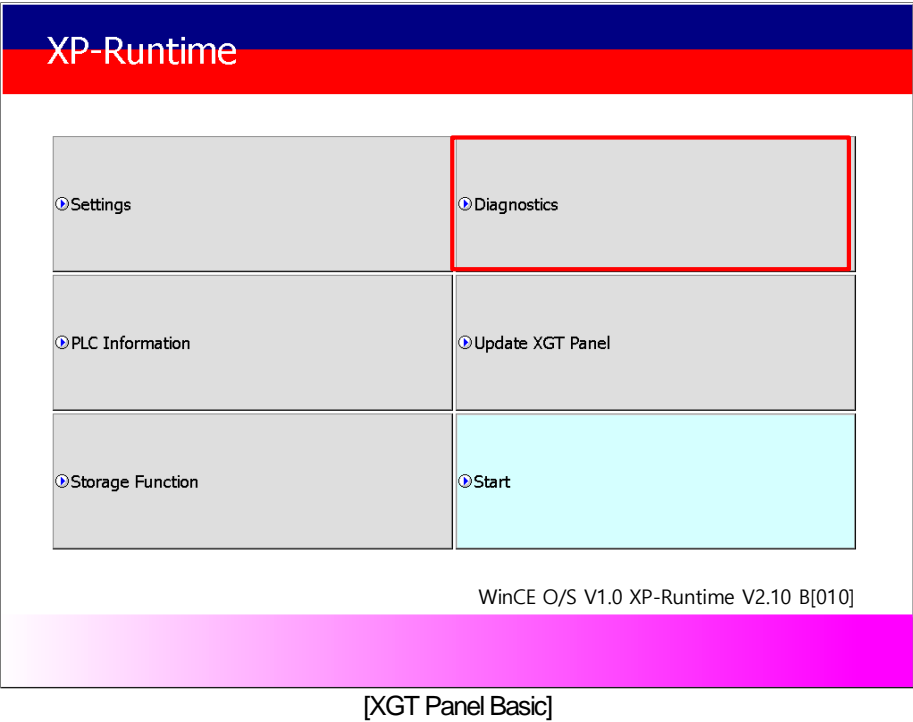 XP-Runtime
Settings
Diagnostics
PLC Information
Update XGT Panel
Storage Function
Start
WinCE O/S V1.0 XP-Runtime V2.10 B[010]
[XGT Panel Basic]